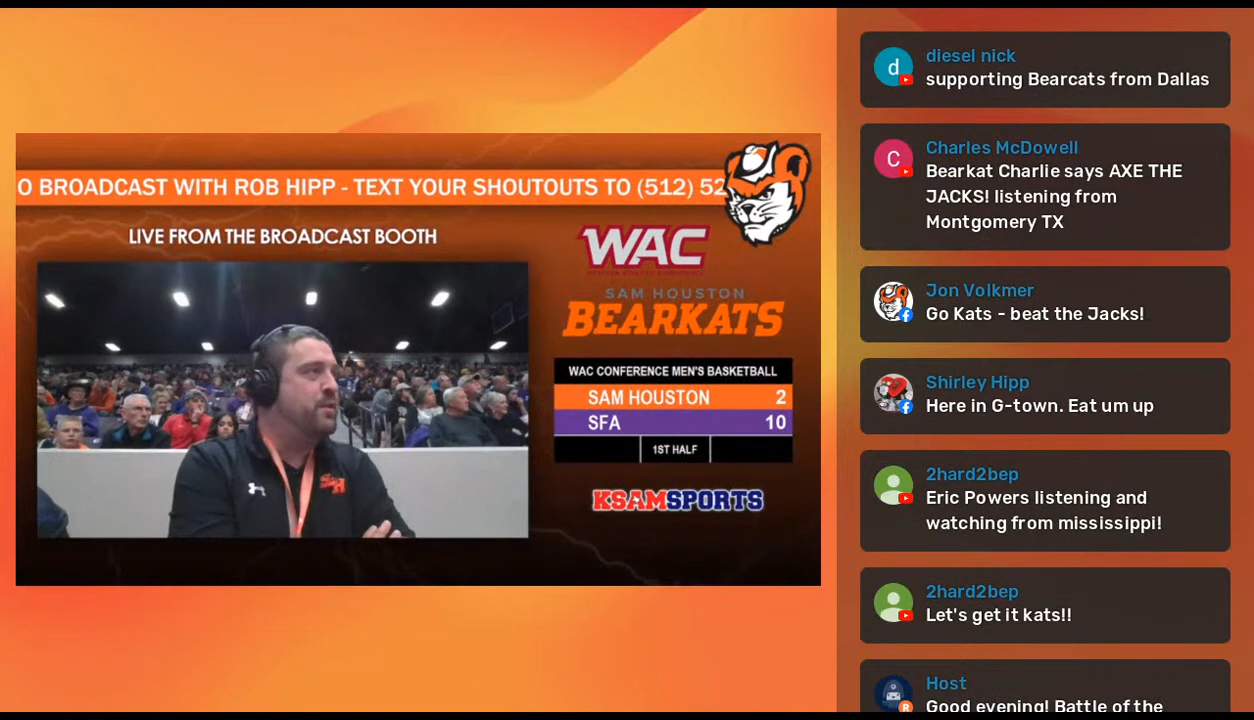 O BROADCAST WITH ROB HIPP - TEXT YOUR SHOUTOUTS TO (512) 52
LIVE FROM THE BROADCAST BOOTH
WAC
SAM HOUSTON
BEARKATS
WAC CONFERENCE MEN'S BASKETBALL
SAM HOUSTON 2
SFA 10
1ST HALF
KSAMSPORTS
SH
d
diesel nick
supporting Bearcats from Dallas
C
Charles McDowell
Bearkat Charlie says AXE THE
JACKS! listening from
Montgomery TX
Jon Volkmer
Go Kats - beat the Jacks!
Shirley Hipp
Here in G-town. Eat um up
2hard2bep
Eric Powers listening and
watching from mississippi!
2hard2bep
Let's get it kats!!
Host
R
Good evening! Battle of the